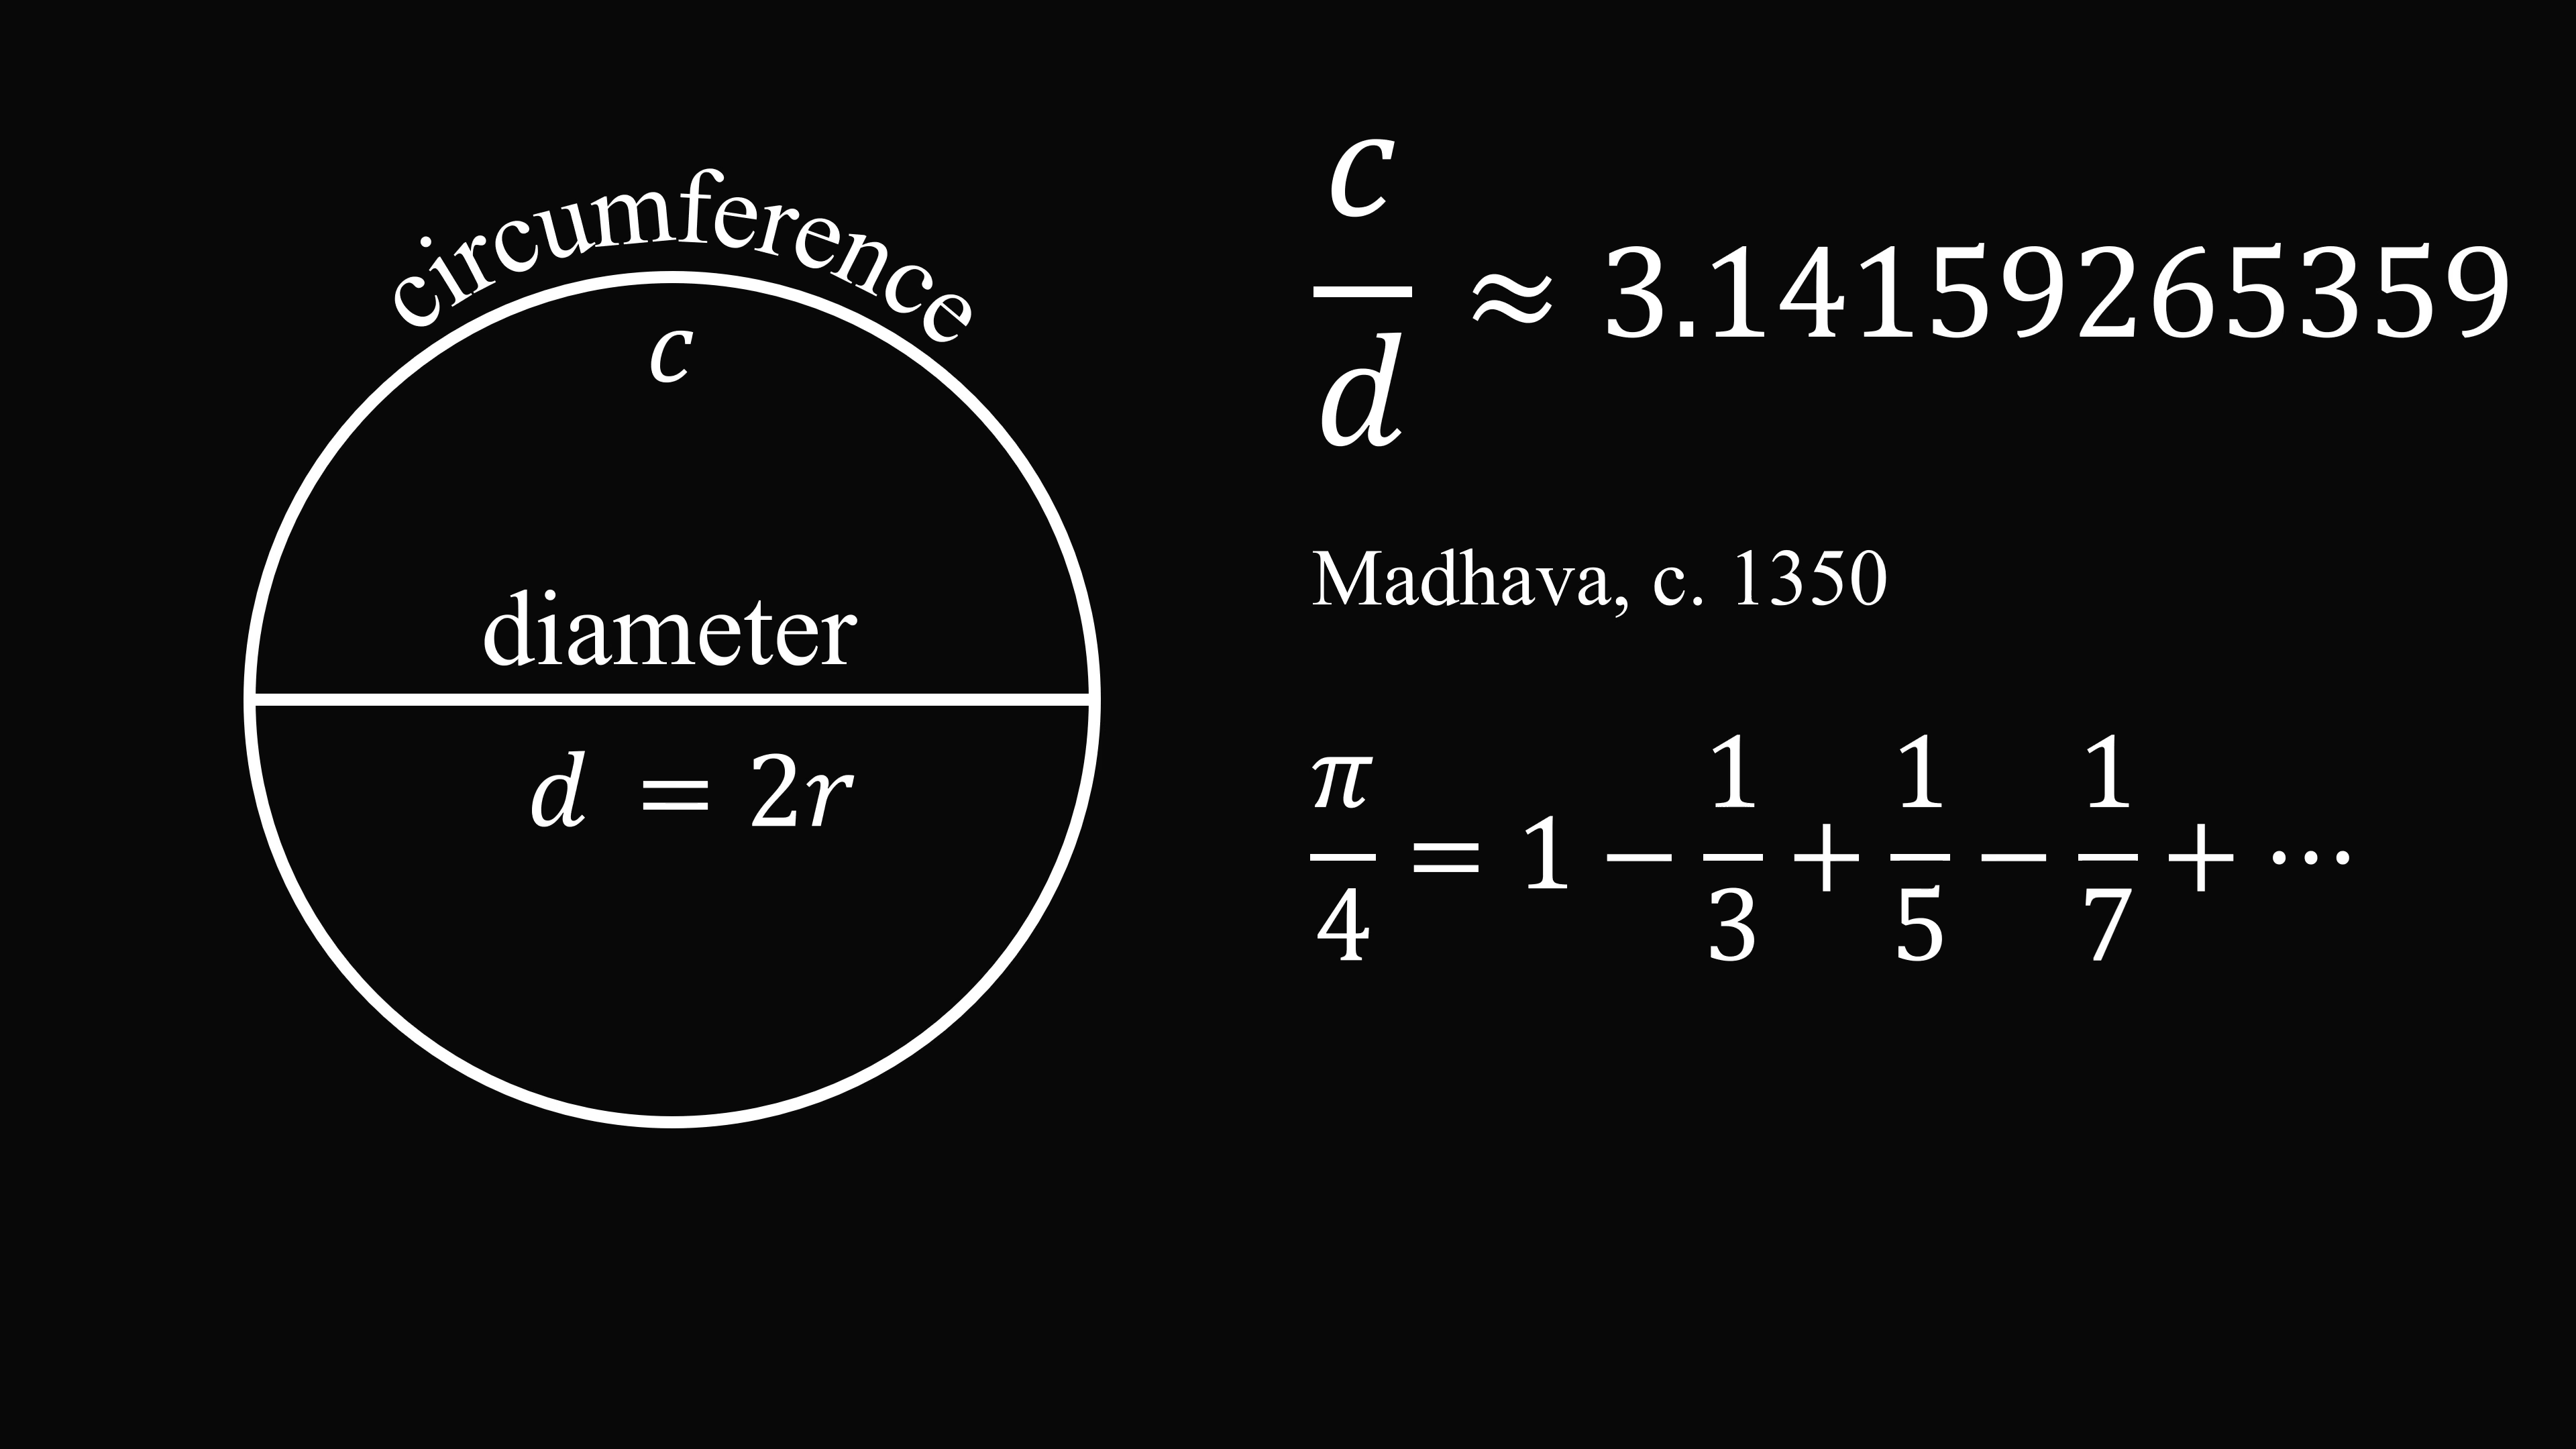 circumference
c
diameter
d = 2r
c/d ≈ 3.14159265359
Madhava, c. 1350
π/4 = 1 − 1/3 + 1/5 − 1/7 + ⋯